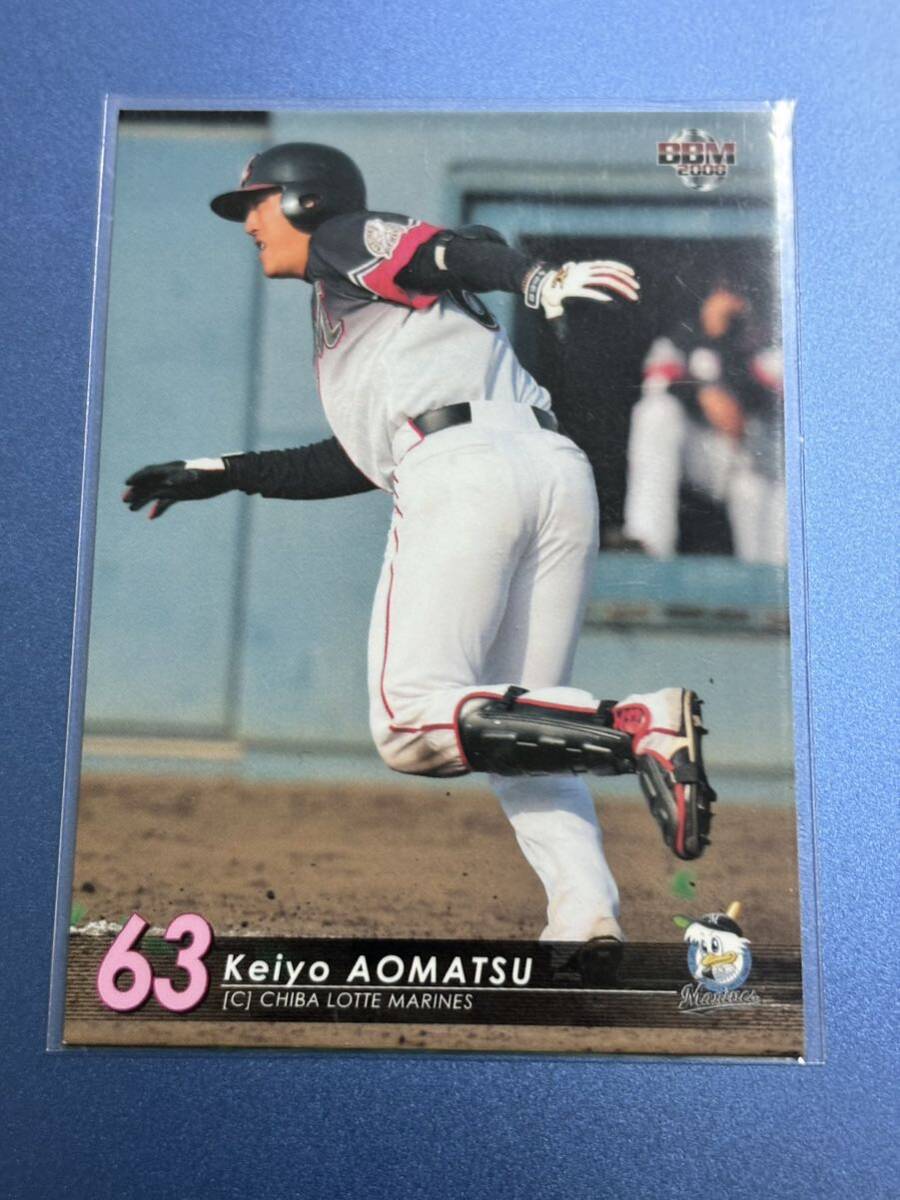 BBM
2008
63
Keiyo AOMATSU
[C] CHIBA LOTTE MARINES
Marines